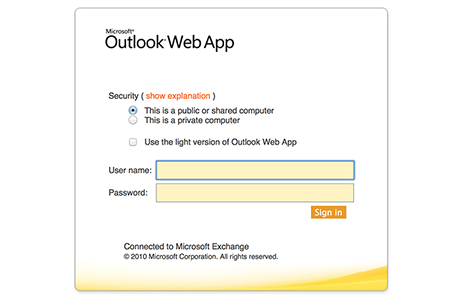 Microsoft®
Outlook Web App
Security ( show explanation )
This is a public or shared computer
This is a private computer
Use the light version of Outlook Web App
User name:
Password:
Sign in
Connected to Microsoft Exchange
© 2010 Microsoft Corporation. All rights reserved.